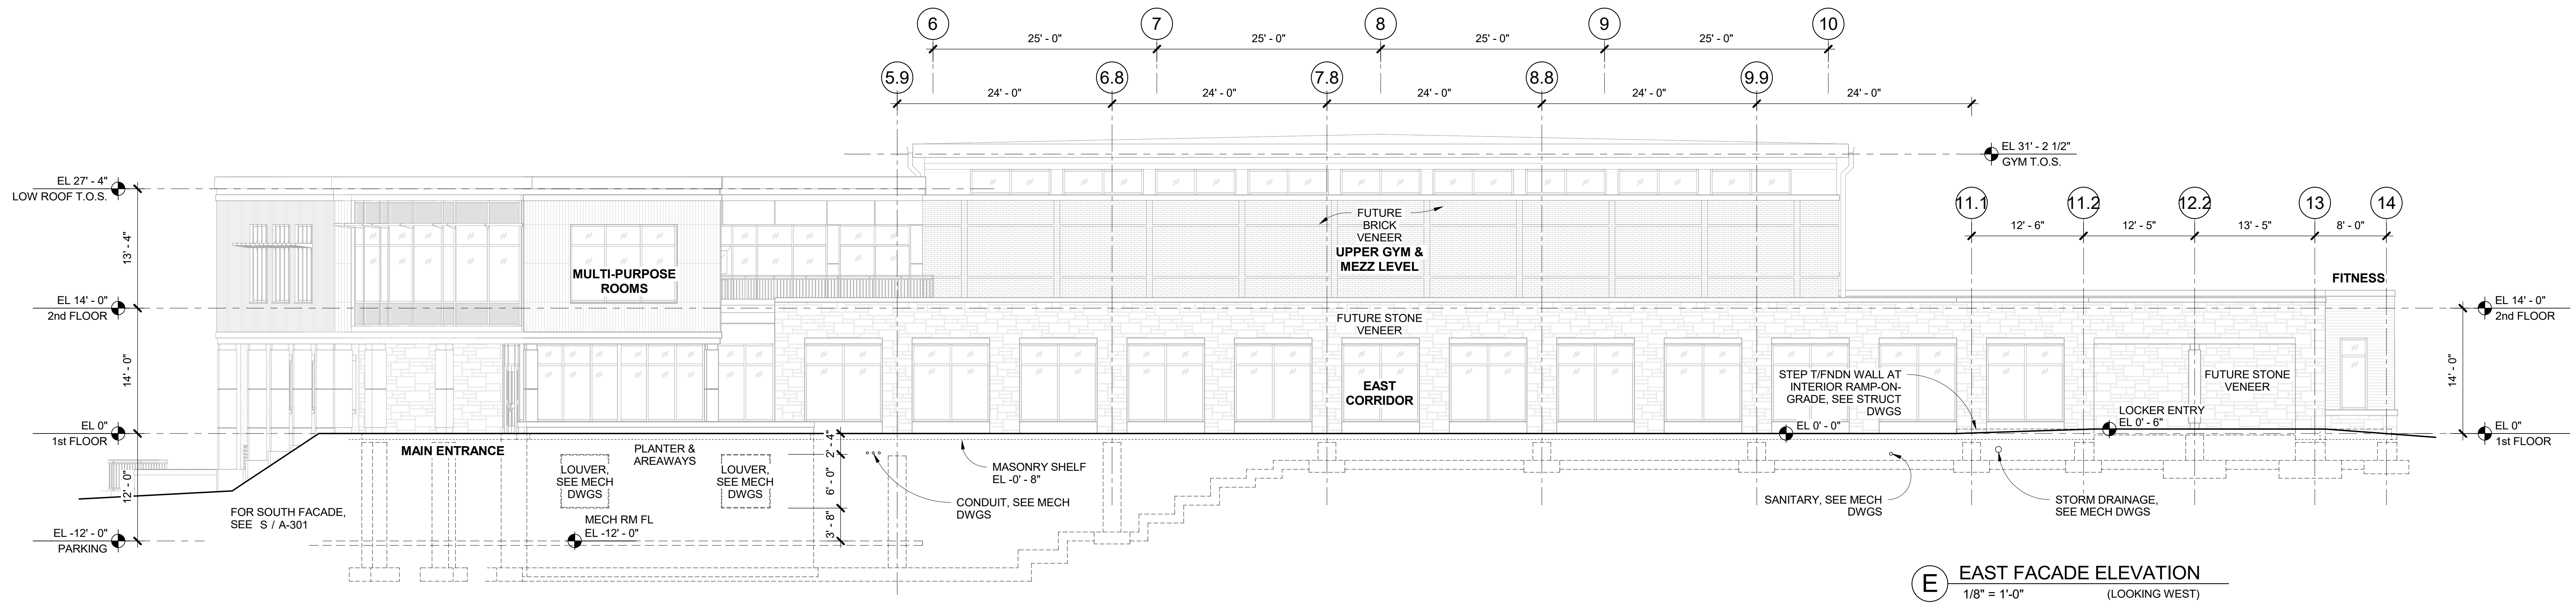 6
7
8
9
10
25' - 0"
25' - 0"
25' - 0"
25' - 0"
5.9
6.8
7.8
8.8
9.9
24' - 0"
24' - 0"
24' - 0"
24' - 0"
24' - 0"
EL 31' - 2 1/2"
GYM T.O.S.
EL 27' - 4"
LOW ROOF T.O.S.
11.1
11.2
12.2
13
14
12' - 6"
12' - 5"
13' - 5"
8' - 0"
FUTURE
BRICK
VENEER
UPPER GYM &
MEZZ LEVEL
13' - 4"
MULTI-PURPOSE
ROOMS
FITNESS
EL 14' - 0"
2nd FLOOR
EL 14' - 0"
2nd FLOOR
FUTURE STONE
VENEER
14' - 0"
14' - 0"
EAST
CORRIDOR
STEP T/FNDN WALL AT
INTERIOR RAMP-ON-
GRADE, SEE STRUCT
DWGS
FUTURE STONE
VENEER
LOCKER ENTRY
EL 0' - 6"
EL 0' - 0"
EL 0"
1st FLOOR
EL 0"
1st FLOOR
MAIN ENTRANCE
PLANTER &
AREAWAYS
2' - 4"
LOUVER,
SEE MECH
DWGS
LOUVER,
SEE MECH
DWGS
6' - 0"
MASONRY SHELF
EL -0' - 8"
CONDUIT, SEE MECH
DWGS
SANITARY, SEE MECH
DWGS
STORM DRAINAGE,
SEE MECH DWGS
12' - 0"
FOR SOUTH FACADE,
SEE S / A-301
MECH RM FL
EL -12' - 0"
3' - 8"
EL -12' - 0"
PARKING
E
EAST FACADE ELEVATION
1/8" = 1'-0"
(LOOKING WEST)